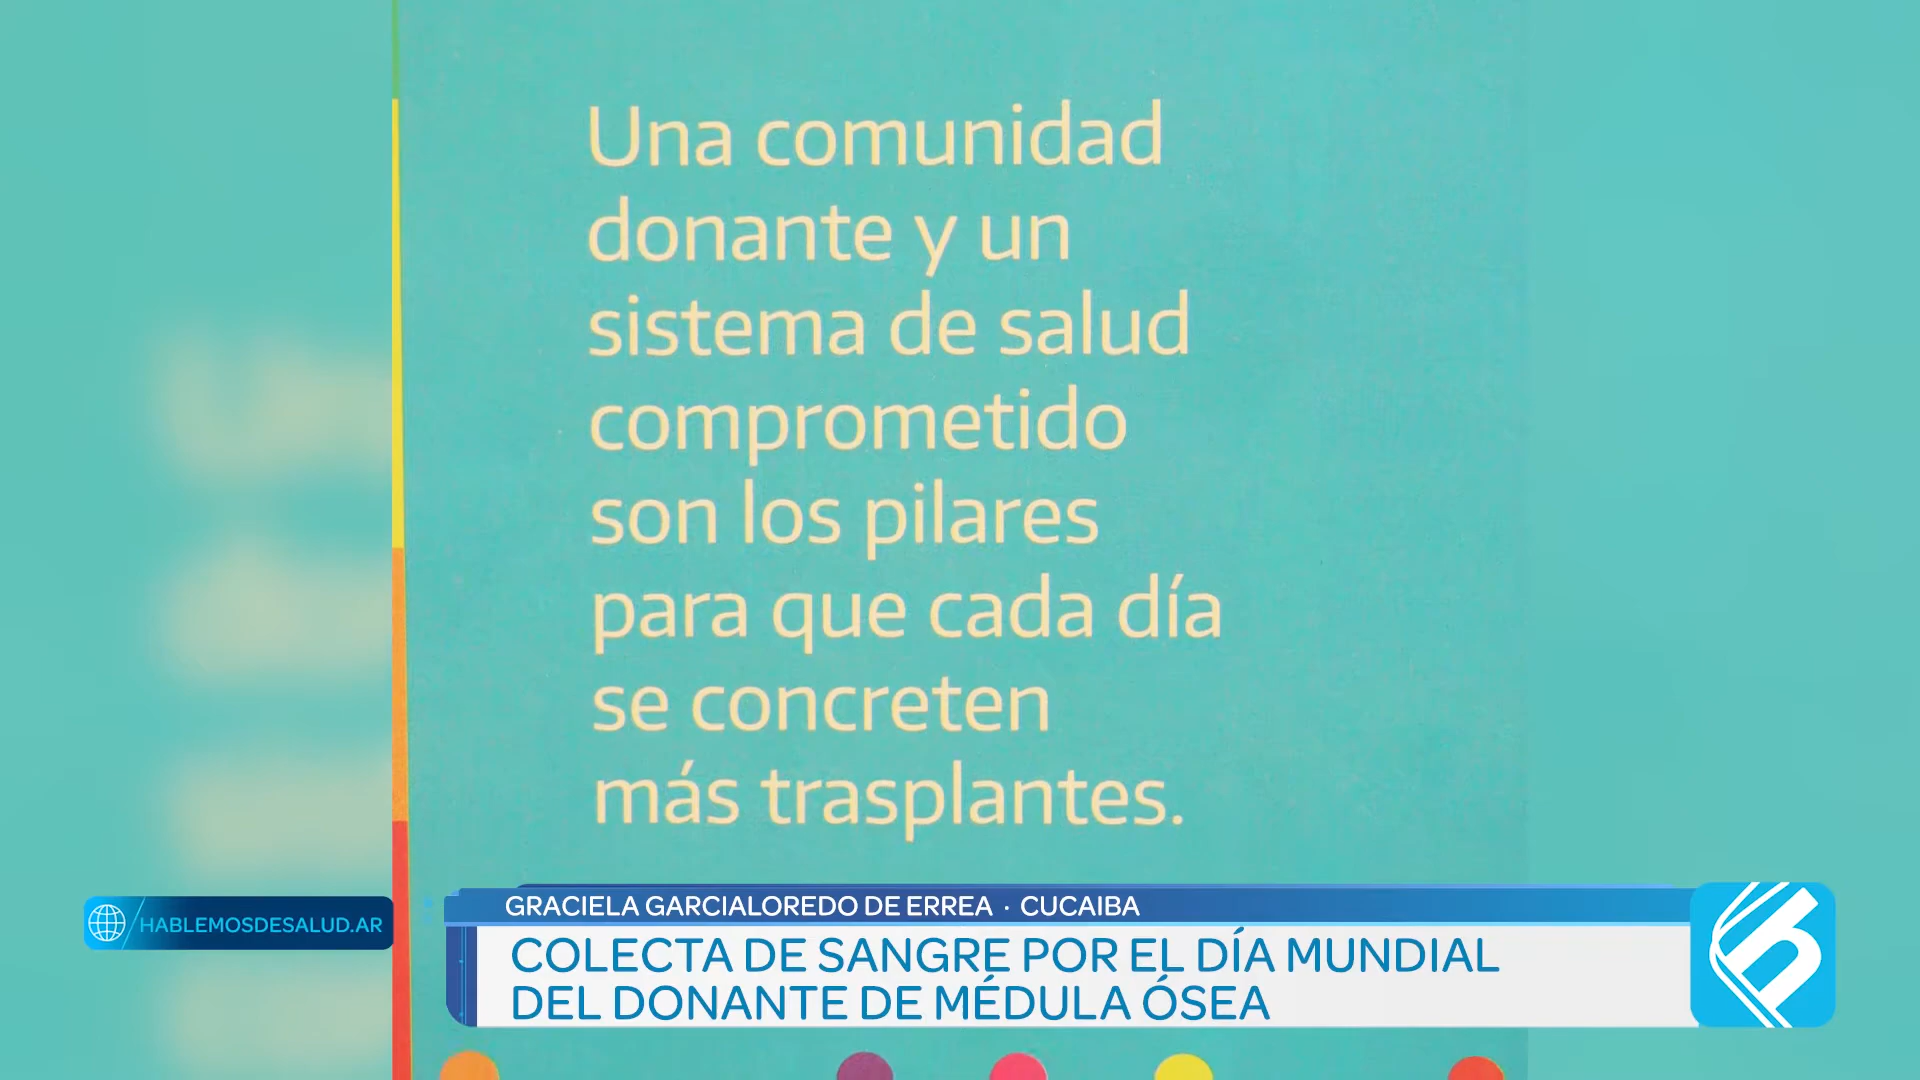 Una comunidad
donante y un
sistema de salud
comprometido
son los pilares
para que cada día
se concreten
más trasplantes.
GRACIELA GARCIALOREDO DE ERREA · CUCAIBA
HABLEMOSDESALUD.AR
COLECTA DE SANGRE POR EL DÍA MUNDIAL
DEL DONANTE DE MÉDULA ÓSEA